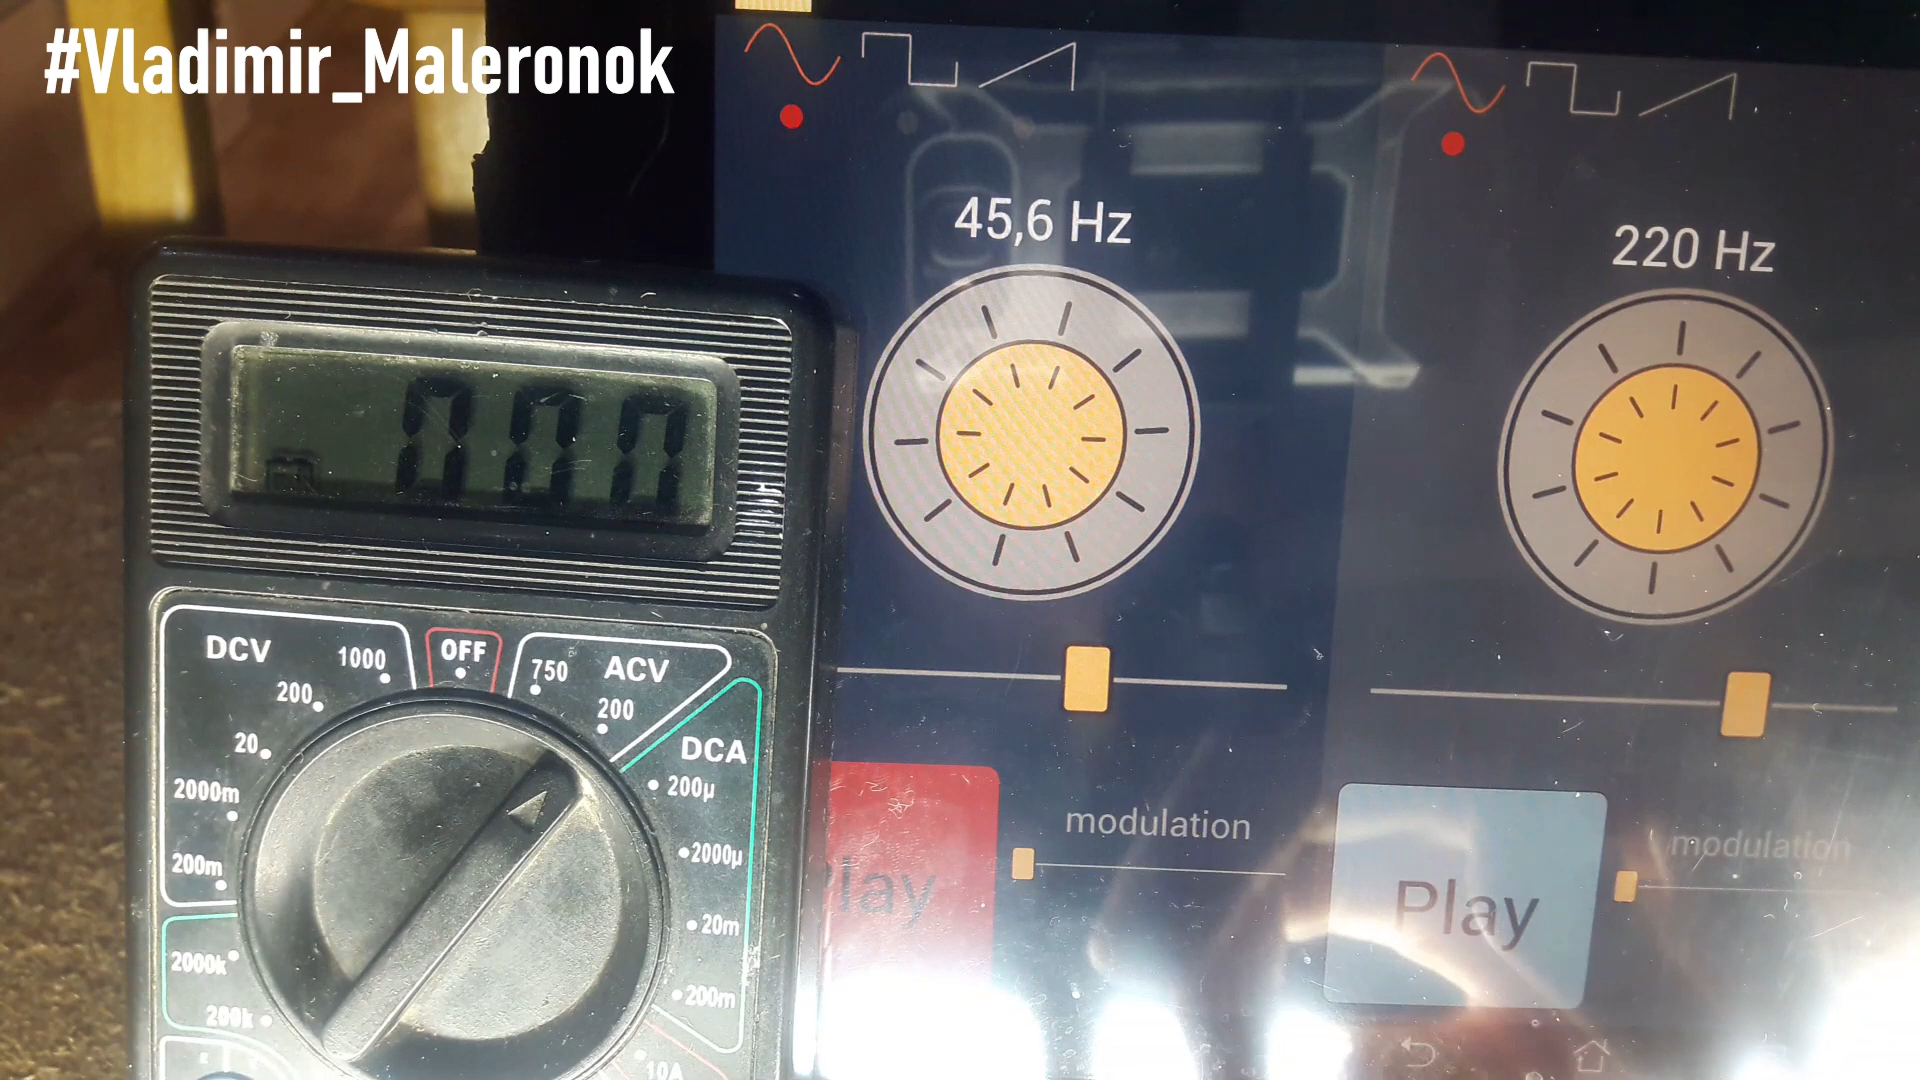 #Vladimir_Maleronok
45,6 Hz
220 Hz
DCV
1000
OFF
750
ACV
200
200
20
DCA
2000m
200µ
200m
2000µ
2000k
20m
200k
200m
10A
modulation
modulation
Play
Play